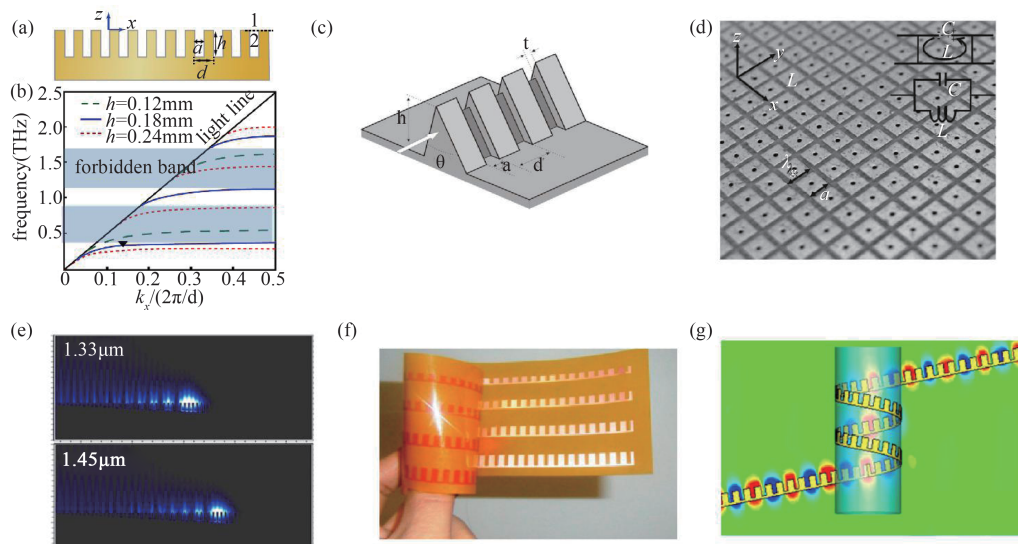 (a)
z
x
1
2
a
h
d
(b)
2.5
2.0
1.5
1.0
0.5
0
frequency(THz)
h=0.12mm
h=0.18mm
h=0.24mm
light line
forbidden band
0 0.1 0.2 0.3 0.4 0.5
kx/(2π/d)
(c)
t
h
θ
a
d
(d)
z
y
x
L
C
L
C
L
a
(e)
1.33μm
1.45μm
(f)
(g)